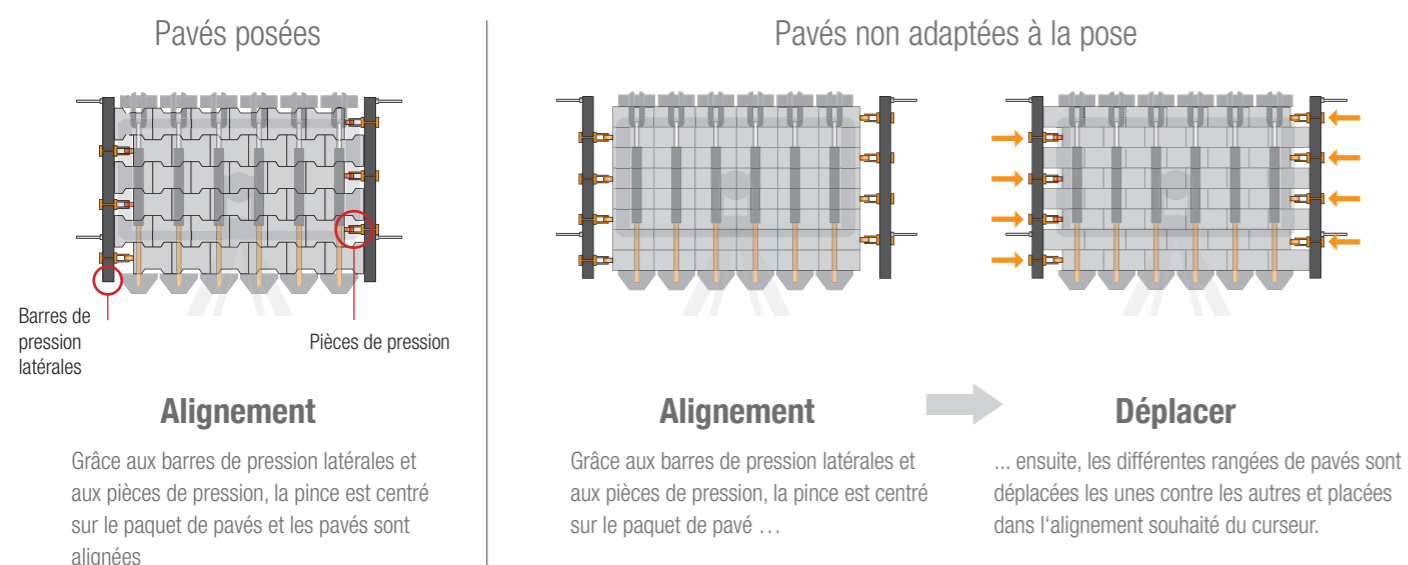 Pavés posées
Barres de
pression
latérales
Pièces de pression
Alignement
Grâce aux barres de pression latérales et
aux pièces de pression, la pince est centré
sur le paquet de pavés et les pavés sont
alignées
Pavés non adaptées à la pose
Alignement
Grâce aux barres de pression latérales et
aux pièces de pression, la pince est centré
sur le paquet de pavé …
Déplacer
... ensuite, les différentes rangées de pavés sont
déplacées les unes contre les autres et placées
dans l‘alignement souhaité du curseur.